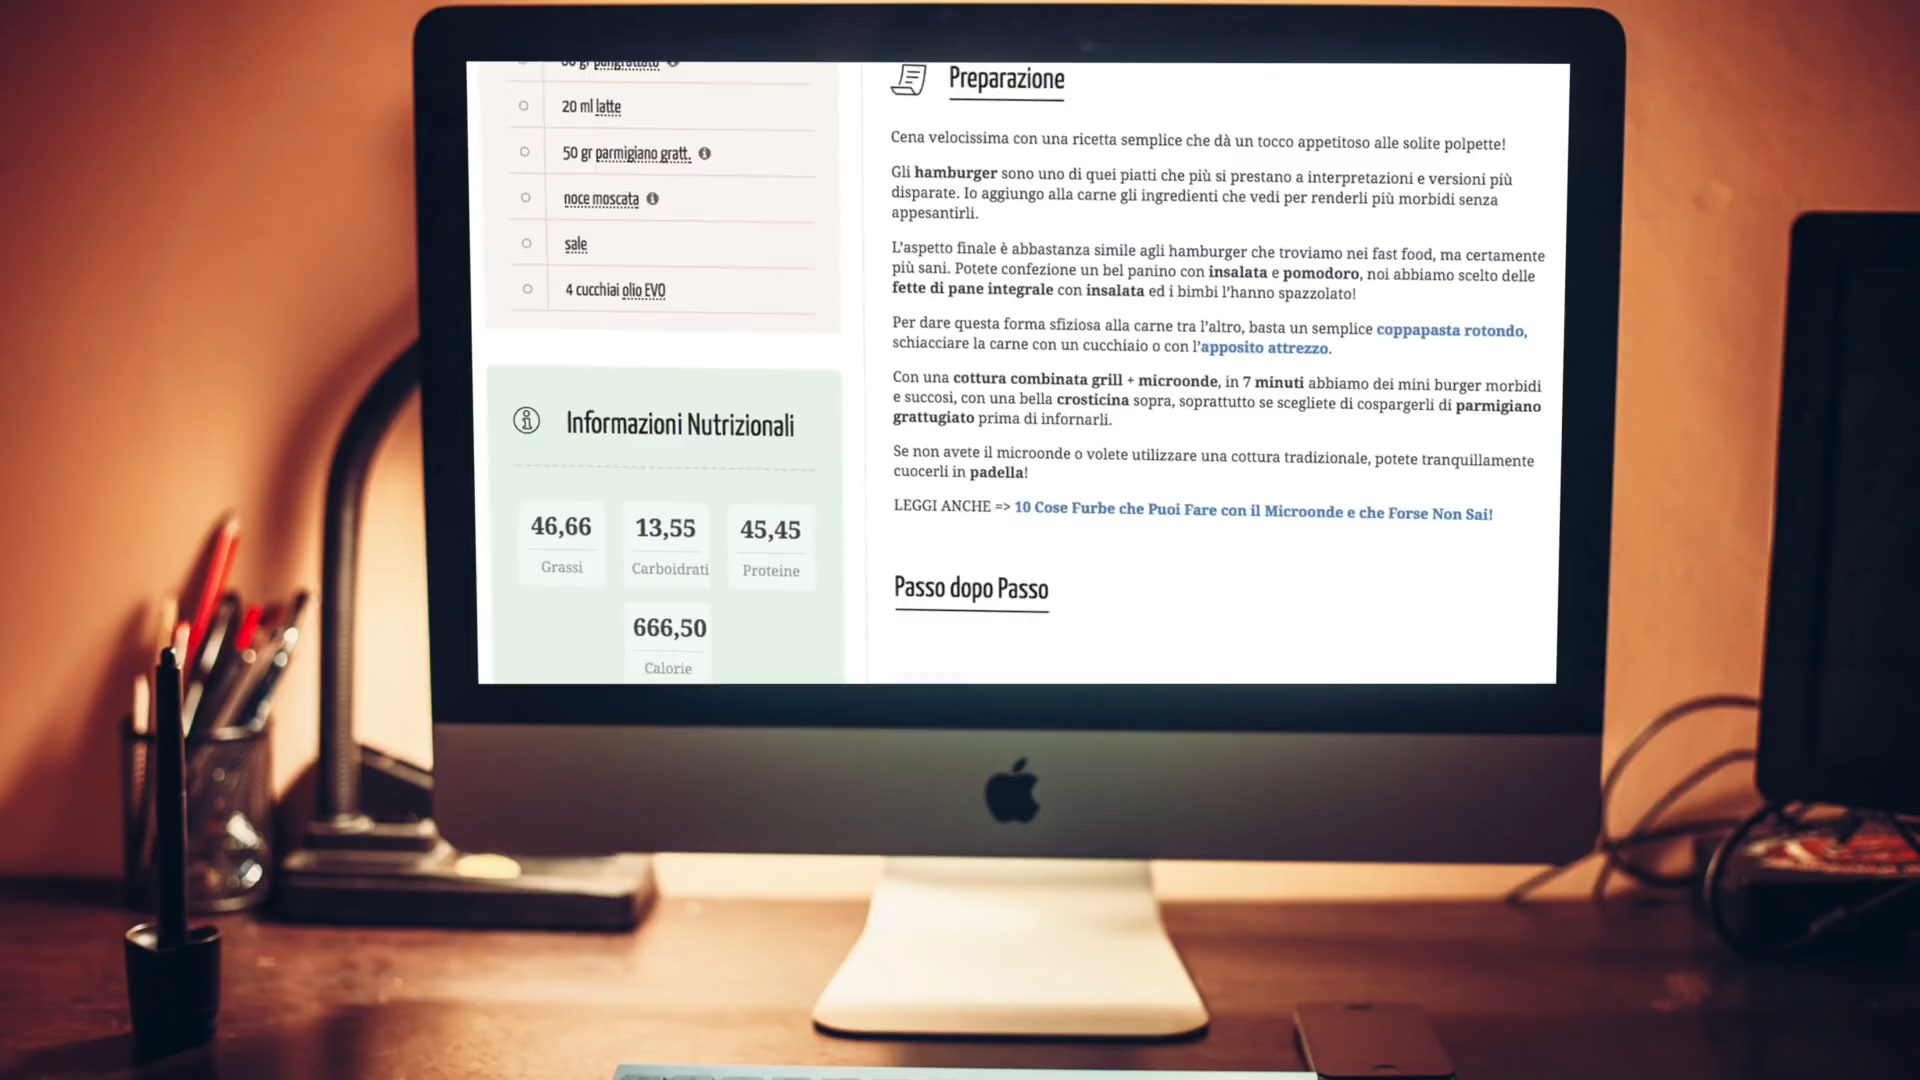 pangrattato
20 ml latte
50 gr parmigiano gratt.
noce moscata
sale
4 cucchiai olio EVO
Informazioni Nutrizionali
46,66
Grassi
13,55
Carboidrati
45,45
Proteine
666,50
Calorie
Preparazione
Cena velocissima con una ricetta semplice che dà un tocco appetitoso alle solite polpette!
Gli hamburger sono uno di quei piatti che più si prestano a interpretazioni e versioni più
disparate. Io aggiungo alla carne gli ingredienti che vedi per renderli più morbidi senza
appesantirli.
L'aspetto finale è abbastanza simile agli hamburger che troviamo nei fast food, ma certamente
più sani. Potete confezione un bel panino con insalata e pomodoro, noi abbiamo scelto delle
fette di pane integrale con insalata ed i bimbi l'hanno spazzolato!
Per dare questa forma sfiziosa alla carne tra l'altro, basta un semplice coppapasta rotondo,
schiacciare la carne con un cucchiaio o con l'apposito attrezzo.
Con una cottura combinata grill + microonde, in 7 minuti abbiamo dei mini burger morbidi
e succosi, con una bella crosticina sopra, soprattutto se scegliete di cospargerli di parmigiano
grattugiato prima di infornarli.
Se non avete il microonde o volete utilizzare una cottura tradizionale, potete tranquillamente
cuocerli in padella!
LEGGI ANCHE => 10 Cose Furbe che Puoi Fare con il Microonde e che Forse Non Sai!
Passo dopo Passo